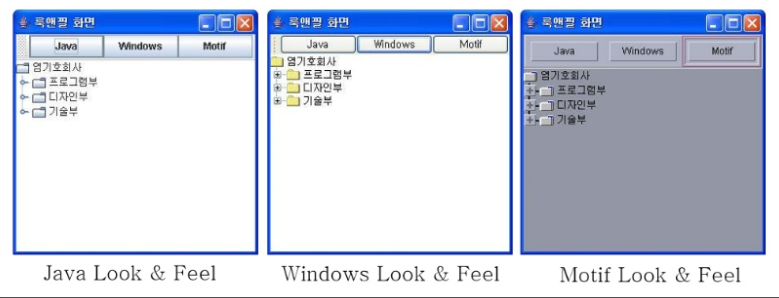 룩앤필 화면
Java Windows Motif
염기호회사
프로그램부
디자인부
기술부
Java Look & Feel
룩앤필 화면
Java Windows Motif
염기호회사
프로그램부
디자인부
기술부
Windows Look & Feel
룩앤필 화면
Java Windows Motif
염기호회사
프로그램부
디자인부
기술부
Motif Look & Feel